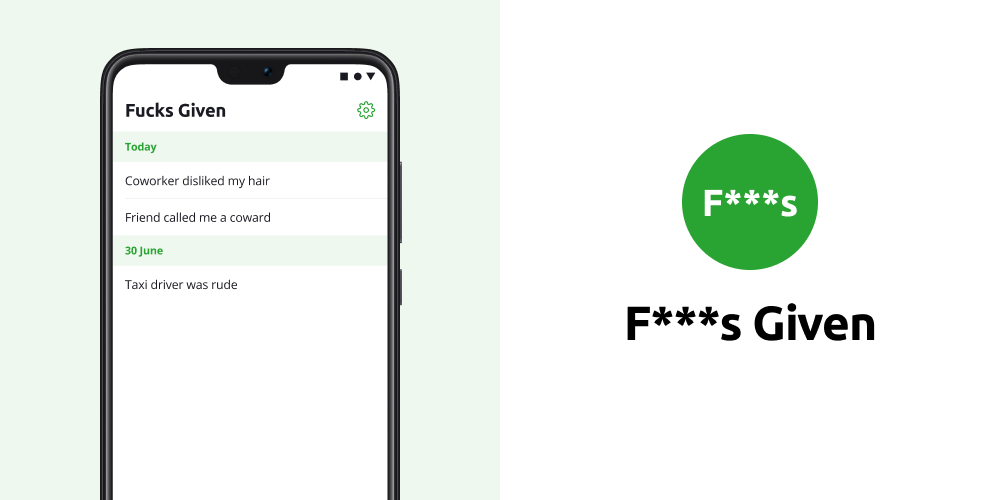 Fucks Given
Today
Coworker disliked my hair
Friend called me a coward
30 June
Taxi driver was rude
F***s
F***s Given